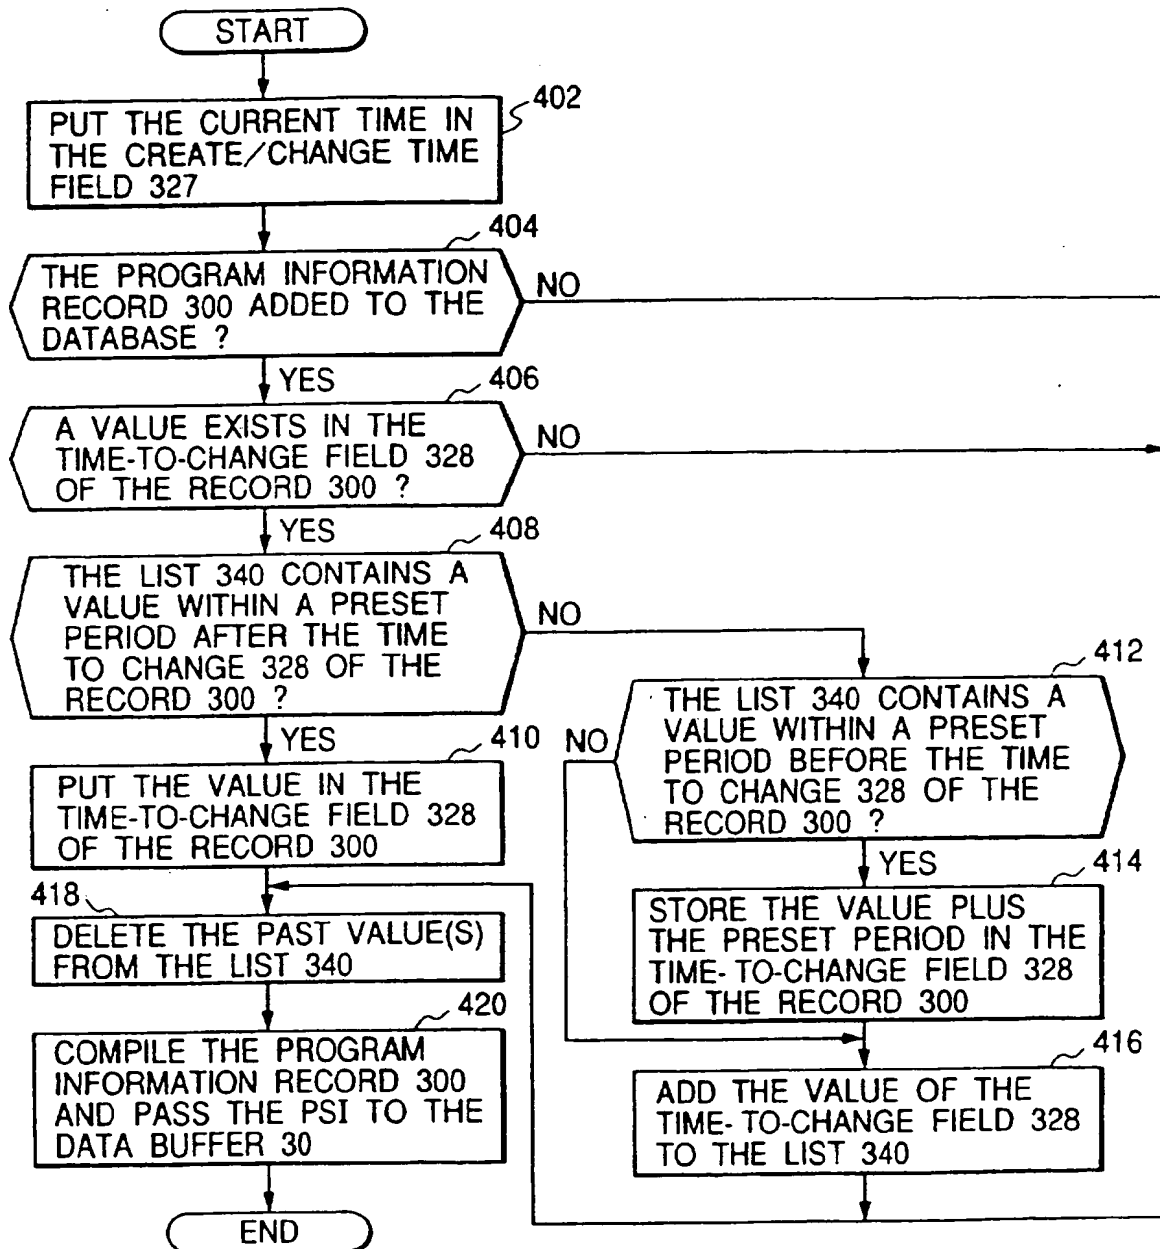 START
402
PUT THE CURRENT TIME IN
THE CREATE/CHANGE TIME
FIELD 327
404
THE PROGRAM INFORMATION
RECORD 300 ADDED TO THE
DATABASE ?
NO
YES
406
A VALUE EXISTS IN THE
TIME-TO-CHANGE FIELD 328
OF THE RECORD 300 ?
NO
YES
408
THE LIST 340 CONTAINS A
VALUE WITHIN A PRESET
PERIOD AFTER THE TIME
TO CHANGE 328 OF THE
RECORD 300 ?
NO
YES
410
PUT THE VALUE IN THE
TIME-TO-CHANGE FIELD 328
OF THE RECORD 300
412
THE LIST 340 CONTAINS A
VALUE WITHIN A PRESET
PERIOD BEFORE THE TIME
TO CHANGE 328 OF THE
RECORD 300 ?
NO
YES
414
STORE THE VALUE PLUS
THE PRESET PERIOD IN THE
TIME-TO-CHANGE FIELD 328
OF THE RECORD 300
416
ADD THE VALUE OF THE
TIME-TO-CHANGE FIELD 328
TO THE LIST 340
418
DELETE THE PAST VALUE(S)
FROM THE LIST 340
420
COMPILE THE PROGRAM
INFORMATION RECORD 300
AND PASS THE PSI TO THE
DATA BUFFER 30
END